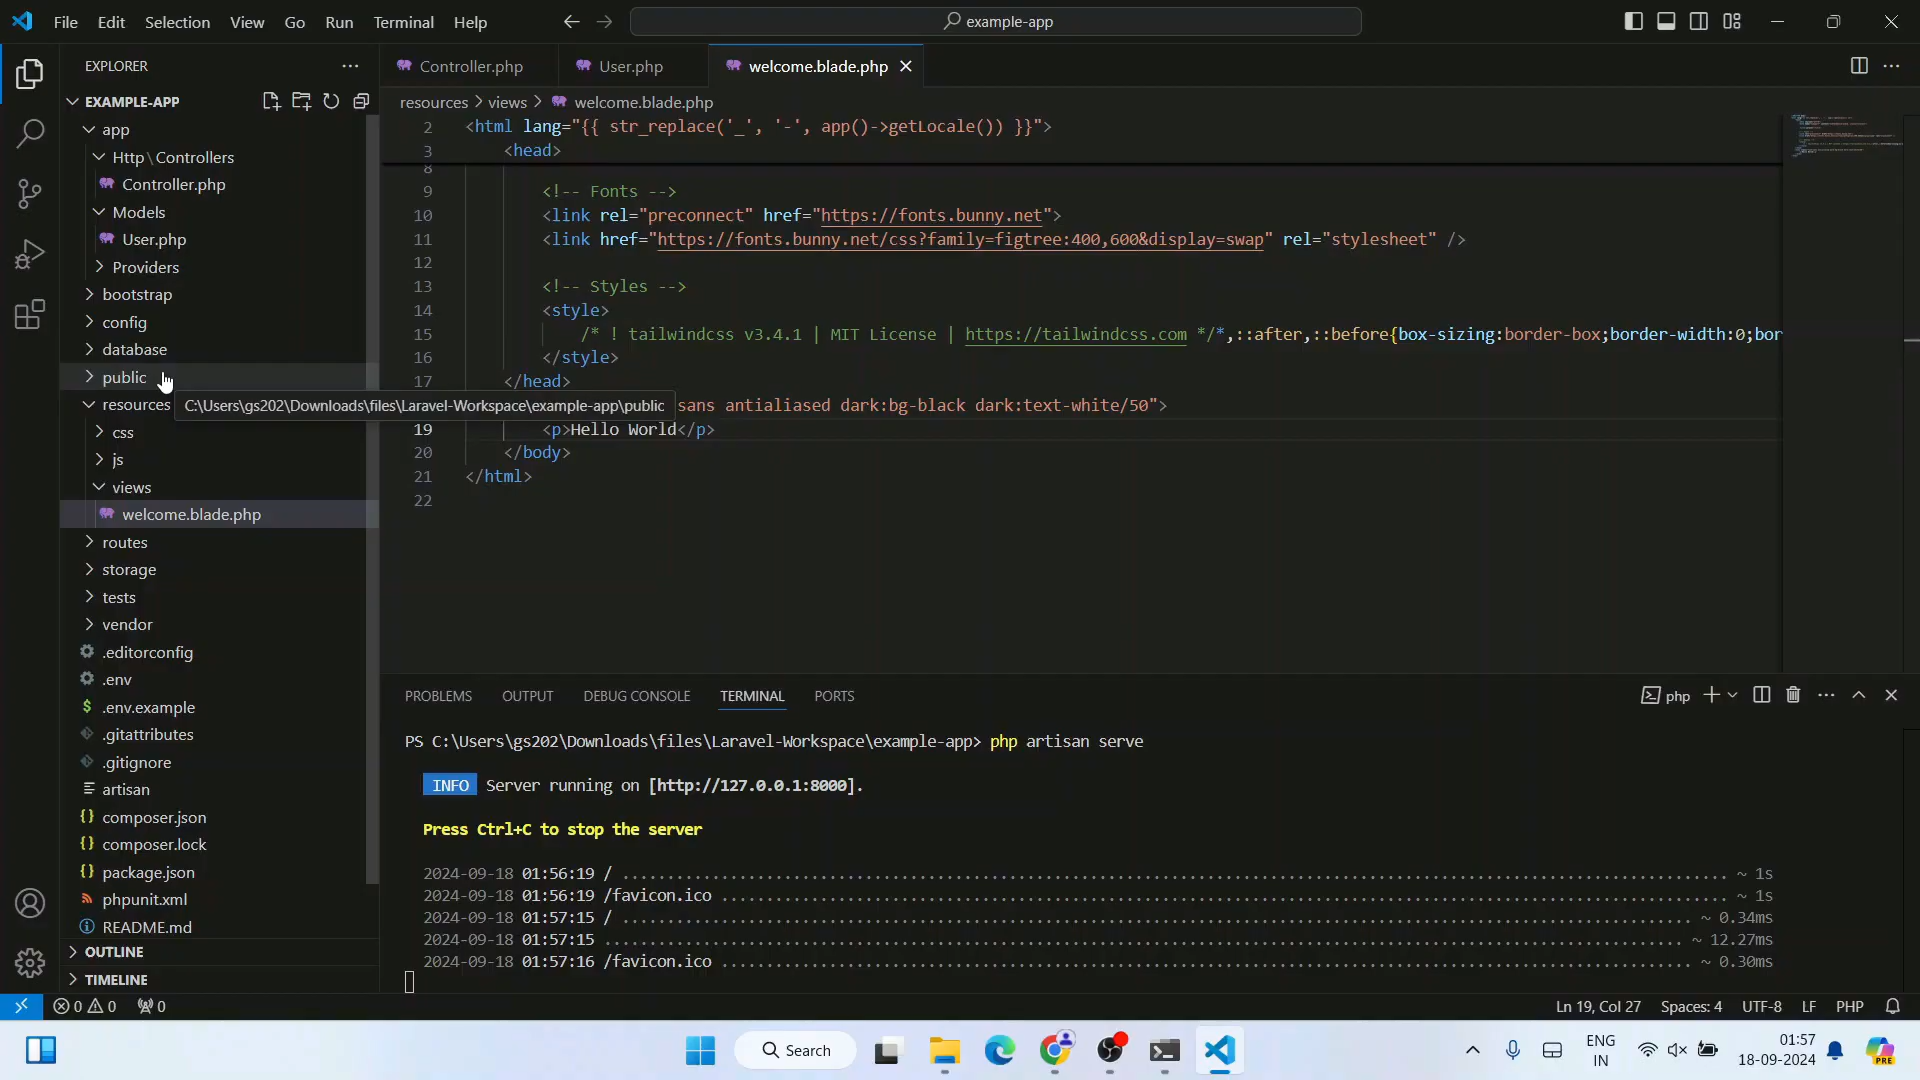 File Edit Selection View Go Run Terminal Help
example-app
EXPLORER
EXAMPLE-APP
app
Http \ Controllers
Controller.php
Models
User.php
Providers
bootstrap
config
database
public
resources
css
js
views
welcome.blade.php
routes
storage
tests
vendor
.editorconfig
.env
.env.example
.gitattributes
.gitignore
artisan
composer.json
composer.lock
package.json
phpunit.xml
README.md
OUTLINE
TIMELINE
Controller.php User.php welcome.blade.php
resources > views > welcome.blade.php
2 <html lang="{{ str_replace('_', '-', app()->getLocale()) }}">
3 <head>
8
9 <!-- Fonts -->
10 <link rel="preconnect" href="https://fonts.bunny.net">
11 <link href="https://fonts.bunny.net/css?family=figtree:400,600&display=swap" rel="stylesheet" />
12
13 <!-- Styles -->
14 <style>
15 /* ! tailwindcss v3.4.1 | MIT License | https://tailwindcss.com */*,::after,::before{box-sizing:border-box;border-width:0;bor
16 </style>
17 </head>
C:\Users\gs202\Downloads\files\Laravel-Workspace\example-app\public
sans antialiased dark:bg-black dark:text-white/50">
19 <p>Hello World</p>
20 </body>
21 </html>
22
PROBLEMS OUTPUT DEBUG CONSOLE TERMINAL PORTS
php
PS C:\Users\gs202\Downloads\files\Laravel-Workspace\example-app> php artisan serve
INFO Server running on [http://127.0.0.1:8000].
Press Ctrl+C to stop the server
2024-09-18 01:56:19 / ........ ~ 1s
2024-09-18 01:56:19 /favicon.ico ........ ~ 1s
2024-09-18 01:57:15 / ........ ~ 0.34ms
2024-09-18 01:57:15 ........ ~ 12.27ms
2024-09-18 01:57:16 /favicon.ico ........ ~ 0.30ms
0 0 0
Ln 19, Col 27 Spaces: 4 UTF-8 LF PHP
Search
ENG
IN
01:57
18-09-2024
PRE